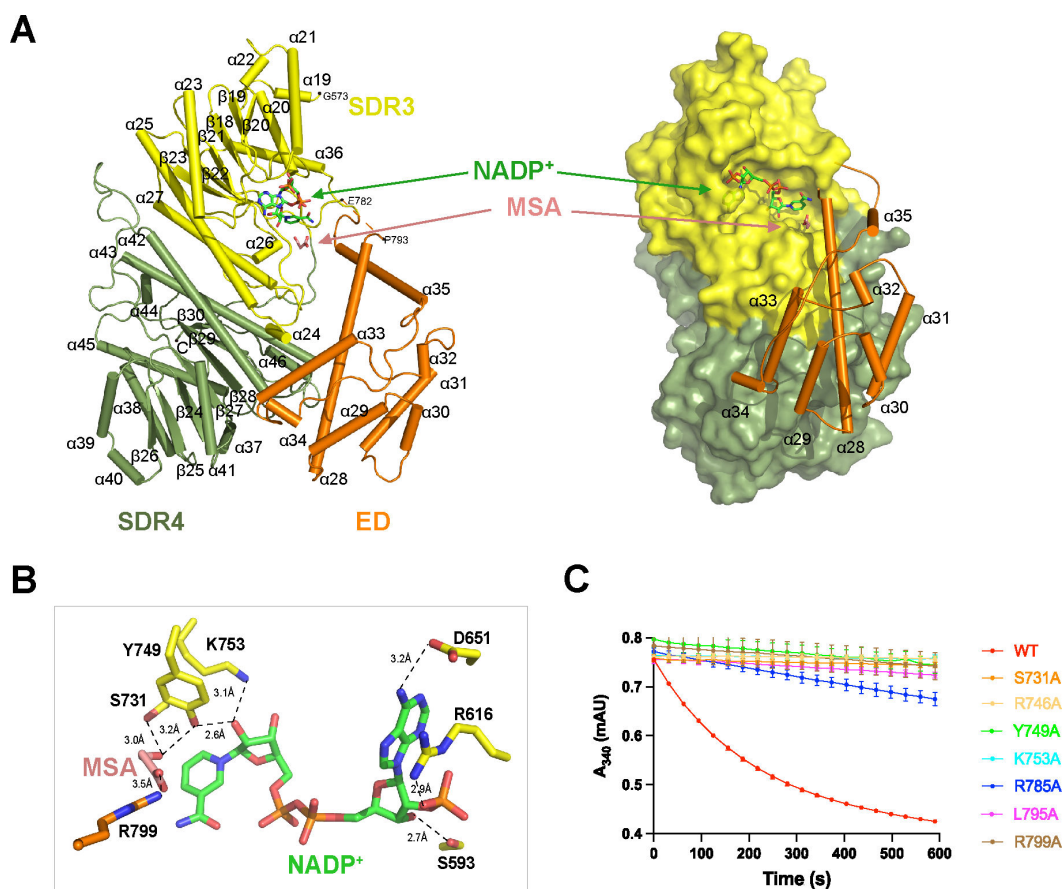 A
α21
α22
α19
G573
SDR3
α23
β19
α20
β18
β20
α25
β21
α36
β23
β22
NADP+
E782
α27
MSA
P793
α42
α26
α43
α35
α44
β30
α24
α33
α45
β29
C
α46
α32
α31
β28
α38
β24
β27
α29
α30
α39
α37
α34
β26
α40
β25
α41
α28
SDR4
ED
α35
α32
α33
α31
α34
α30
α29
α28
B
Y749
K753
D651
3.2Å
S731
3.1Å
R616
3.2Å
2.6Å
3.0Å
MSA
3.5Å
2.9Å
R799
2.7Å
NADP+
S593
C
0.8
0.7
0.6
0.5
0.4
A340 (mAU)
0 100 200 300 400 500 600
Time (s)
WT
S731A
R746A
Y749A
K753A
R785A
L795A
R799A